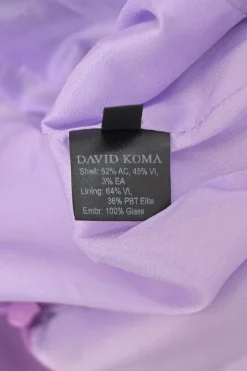 DAVID KOMA
Shell: 52% AC, 45% VI,
3% EA
Lining: 64% VI,
36% PBT Elite
Embr: 100% Glass